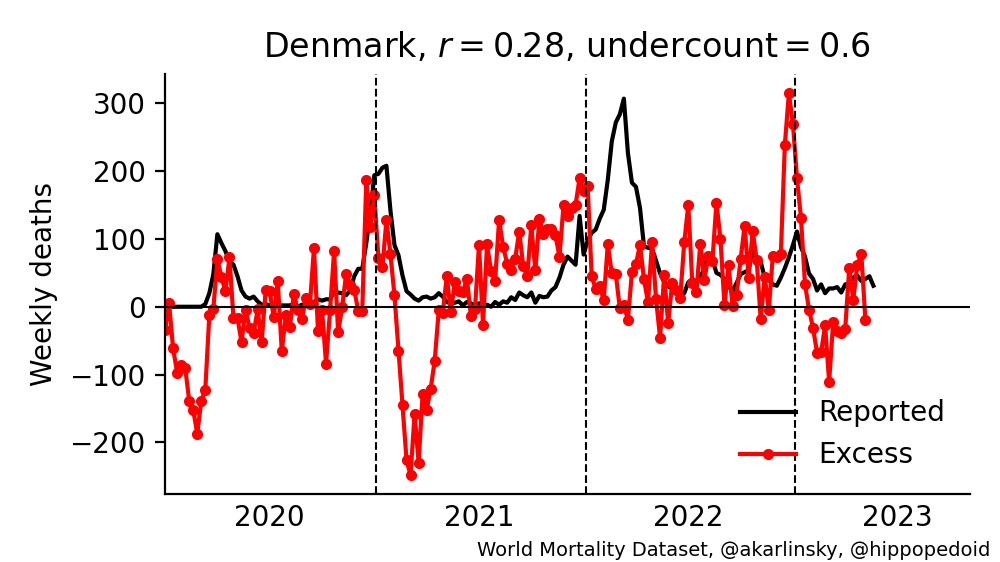 Denmark, r = 0.28, undercount = 0.6
Weekly deaths
300
200
100
0
−100
−200
Reported
Excess
2020 2021 2022 2023
World Mortality Dataset, @akarlinsky, @hippopedoid